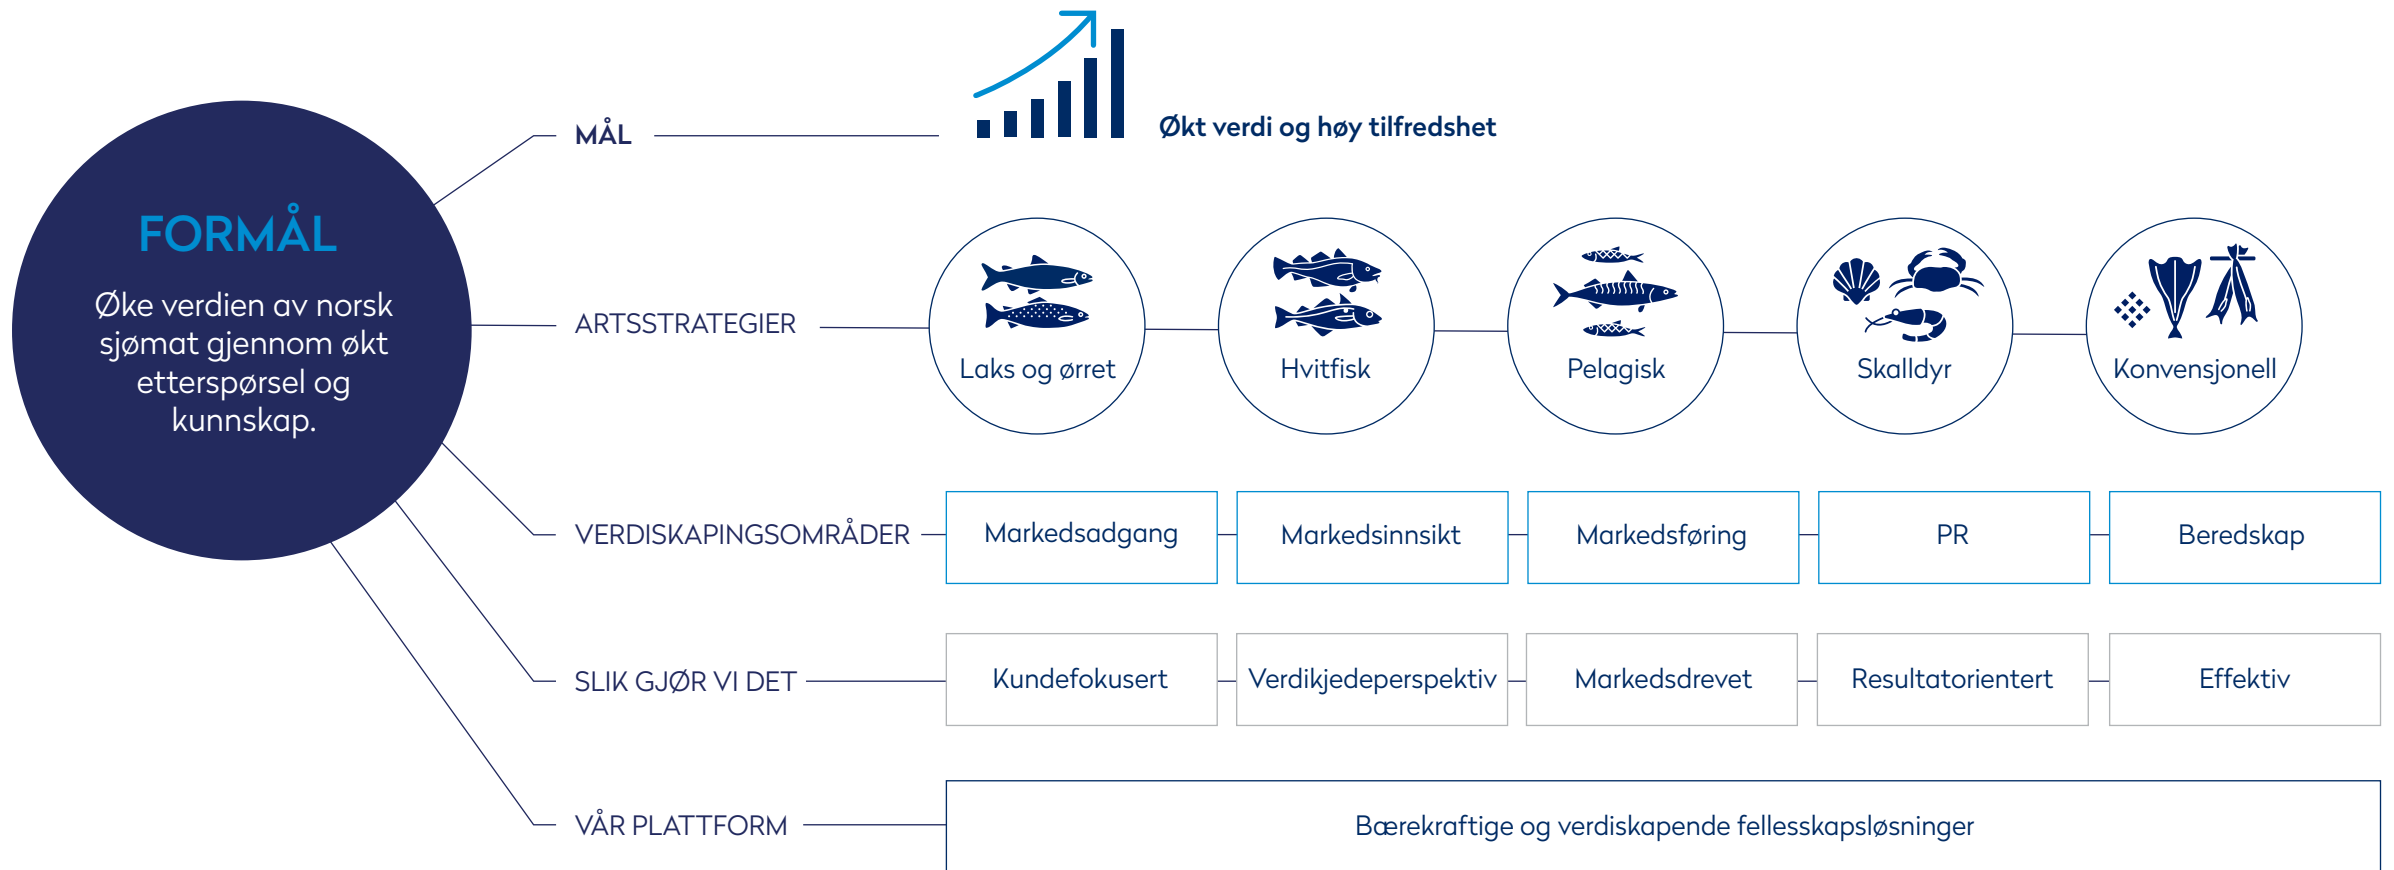 FORMÅL
Øke verdien av norsk
sjømat gjennom økt
etterspørsel og
kunnskap.
MÅL
Økt verdi og høy tilfredshet
ARTSSTRATEGIER
Laks og ørret
Hvitfisk
Pelagisk
Skalldyr
Konvensjonell
VERDISKAPINGSOMRÅDER
Markedsadgang
Markedsinnsikt
Markedsføring
PR
Beredskap
SLIK GJØR VI DET
Kundefokusert
Verdikjedeperspektiv
Markedsdrevet
Resultatorientert
Effektiv
VÅR PLATTFORM
Bærekraftige og verdiskapende fellesskapsløsninger